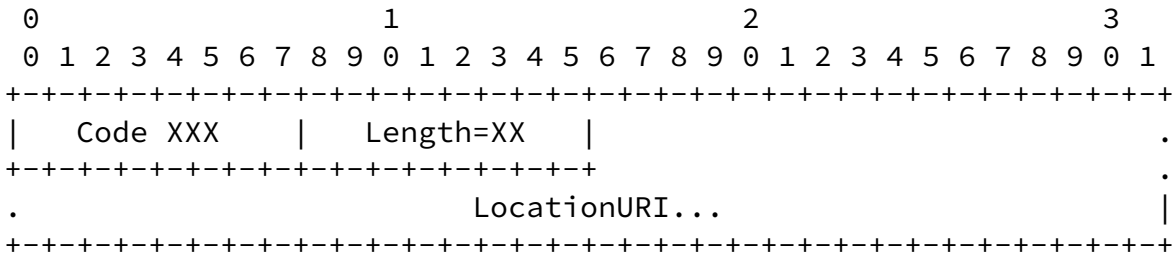 0                   1                   2                   3
 0 1 2 3 4 5 6 7 8 9 0 1 2 3 4 5 6 7 8 9 0 1 2 3 4 5 6 7 8 9 0 1
+-+-+-+-+-+-+-+-+-+-+-+-+-+-+-+-+-+-+-+-+-+-+-+-+-+-+-+-+-+-+-+-+
|   Code XXX    |   Length=XX   |                               .
+-+-+-+-+-+-+-+-+-+-+-+-+-+-+-+-+                               .
.                         LocationURI...                        |
+-+-+-+-+-+-+-+-+-+-+-+-+-+-+-+-+-+-+-+-+-+-+-+-+-+-+-+-+-+-+-+-+